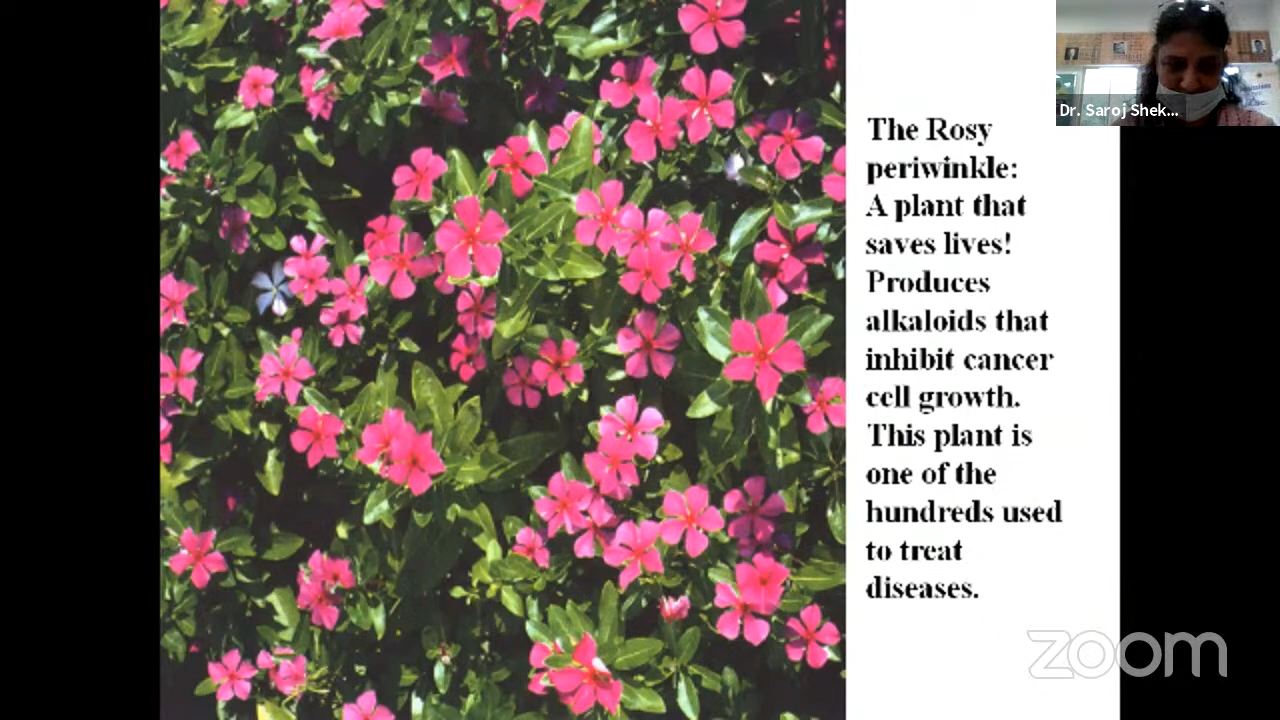 Dr. Saroj Shek...
The Rosy
periwinkle:
A plant that
saves lives!
Produces
alkaloids that
inhibit cancer
cell growth.
This plant is
one of the
hundreds used
to treat
diseases.
zoom